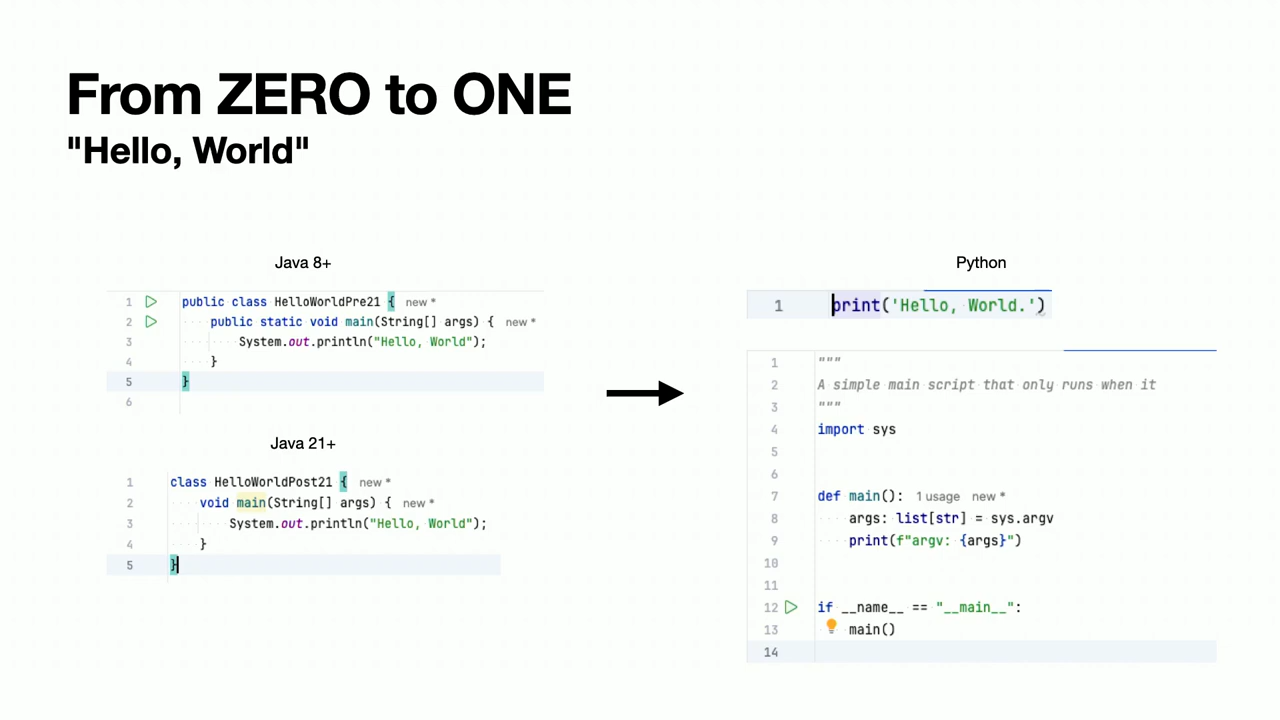 From ZERO to ONE
"Hello, World"
Java 8+
1 public class HelloWorldPre21 { new *
2 public static void main(String[] args) { new *
3 System.out.println("Hello, World");
4 }
5 }
6
Java 21+
1 class HelloWorldPost21 { new *
2 void main(String[] args) { new *
3 System.out.println("Hello, World");
4 }
5 }
Python
1 print('Hello, World.')
1 """
2 A simple main script that only runs when it
3 """
4 import sys
5
6
7 def main(): 1 usage new *
8 args: list[str] = sys.argv
9 print(f"argv: {args}")
10
11
12 if __name__ == "__main__":
13 main()
14